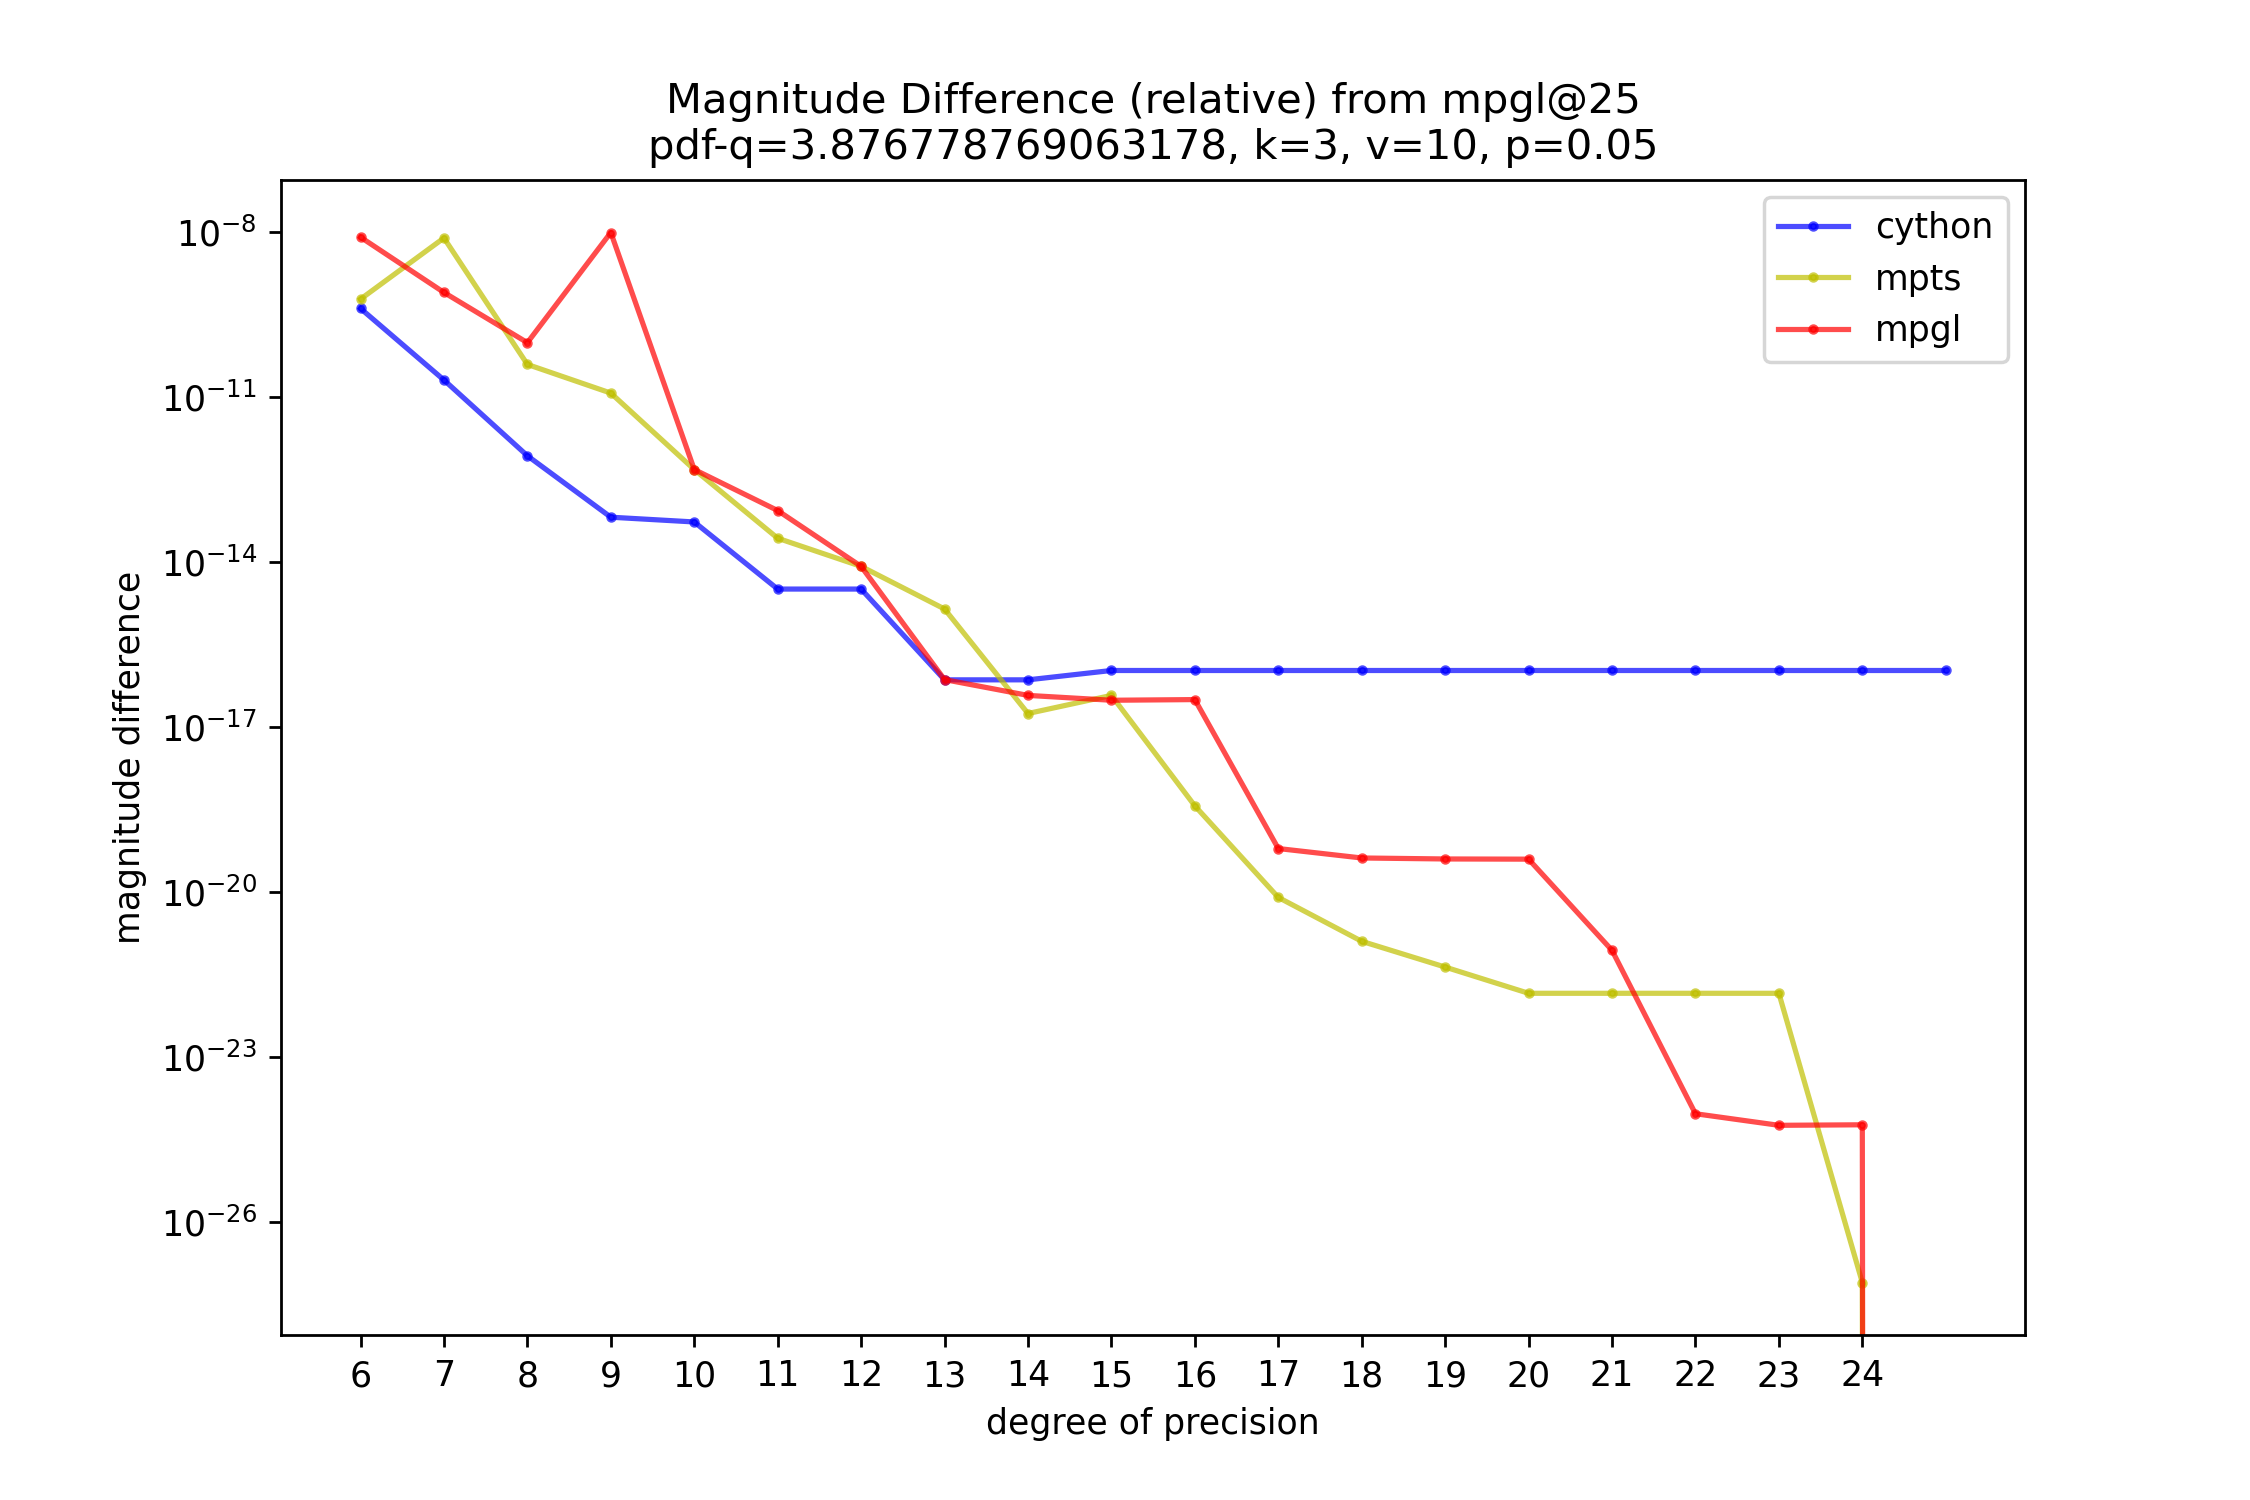 Magnitude Difference (relative) from mpgl@25
pdf-q=3.876778769063178, k=3, v=10, p=0.05
cython
mpts
mpgl
magnitude difference
10⁻⁸
10⁻¹¹
10⁻¹⁴
10⁻¹⁷
10⁻²⁰
10⁻²³
10⁻²⁶
6 7 8 9 10 11 12 13 14 15 16 17 18 19 20 21 22 23 24
degree of precision